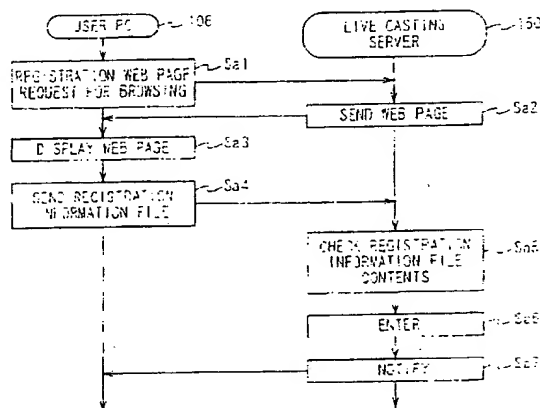 USER PC
106
LIVE CASTING
SERVER
150
REGISTRATION WEB PAGE
REQUEST FOR BROWSING
Sa1
SEND WEB PAGE
Sa2
DISPLAY WEB PAGE
Sa3
SEND REGISTRATION
INFORMATION FILE
Sa4
CHECK REGISTRATION
INFORMATION FILE
CONTENTS
Sa5
ENTER
Sa6
NOTIFY
Sa7